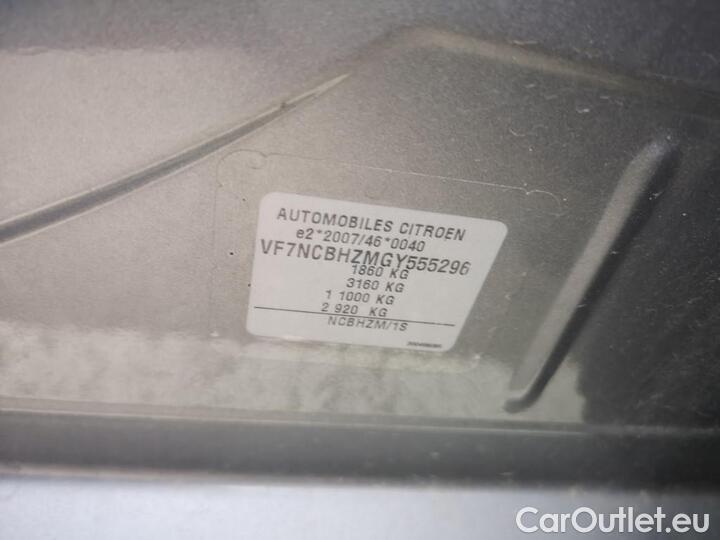 AUTOMOBILES CITROEN
e2*2007/46*0040
VF7NCBHZMGY555296
1860 KG
3160 KG
1 1000 KG
2 920 KG
NCBHZM/1S
CarOutlet.eu